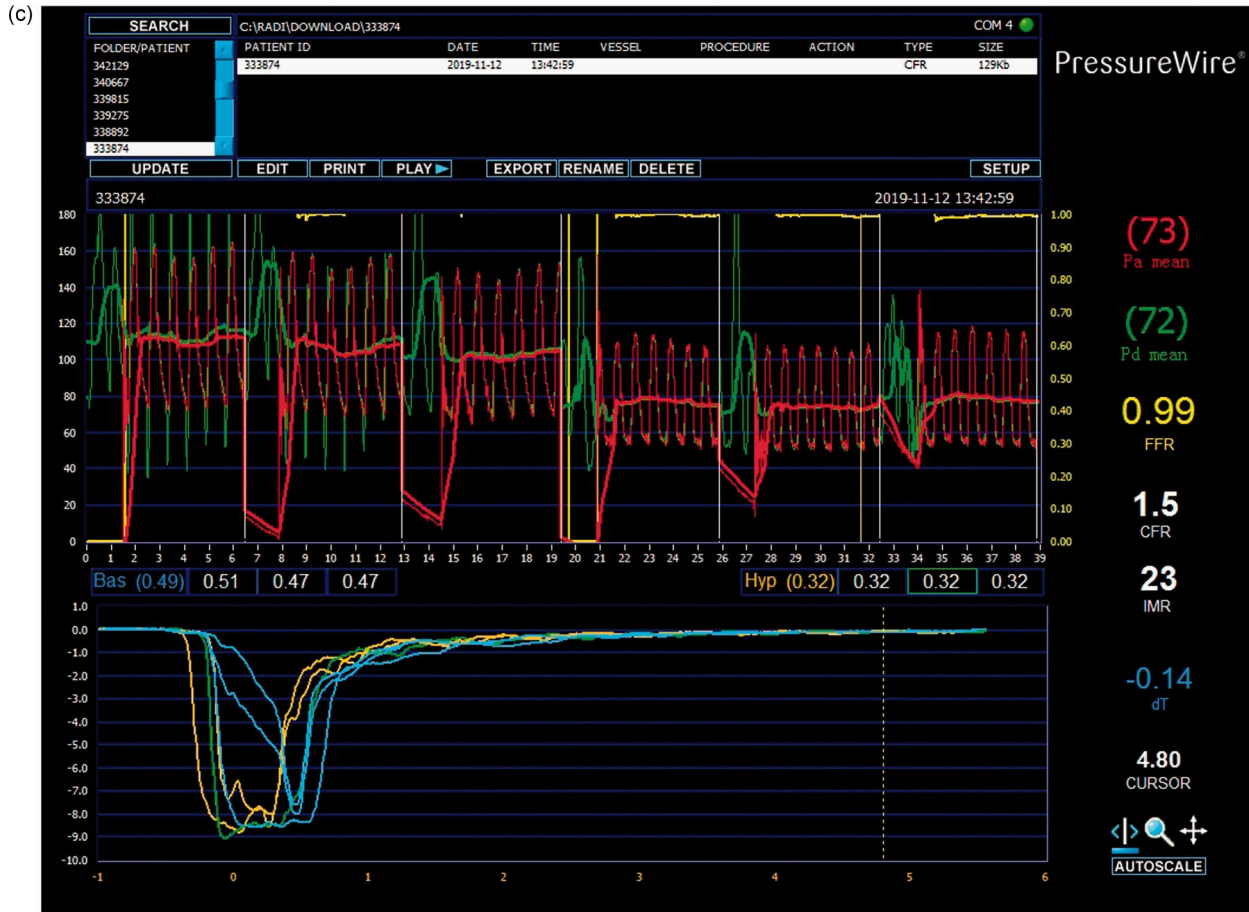 (c)
SEARCH
C:\RADI\DOWNLOAD\333874
COM 4
PressureWire®
FOLDER/PATIENT
342129
340667
339815
339275
338892
333874
PATIENT ID DATE TIME VESSEL PROCEDURE ACTION TYPE SIZE
333874 2019-11-12 13:42:59 CFR 129Kb
UPDATE EDIT PRINT PLAY EXPORT RENAME DELETE SETUP
333874 2019-11-12 13:42:59
180
160
140
120
100
80
60
40
20
0
1.00
0.90
0.80
0.70
0.60
0.50
0.40
0.30
0.20
0.10
0.00
0 1 2 3 4 5 6 7 8 9 10 11 12 13 14 15 16 17 18 19 20 21 22 23 24 25 26 27 28 29 30 31 32 33 34 35 36 37 38 39
(73)
Pa mean
(72)
Pd mean
0.99
FFR
1.5
CFR
23
IMR
-0.14
dT
4.80
CURSOR
AUTOSCALE
Bas (0.49) 0.51 0.47 0.47 Hyp (0.32) 0.32 0.32 0.32
1.0
0.0
-1.0
-2.0
-3.0
-4.0
-5.0
-6.0
-7.0
-8.0
-9.0
-10.0
-1 0 1 2 3 4 5 6